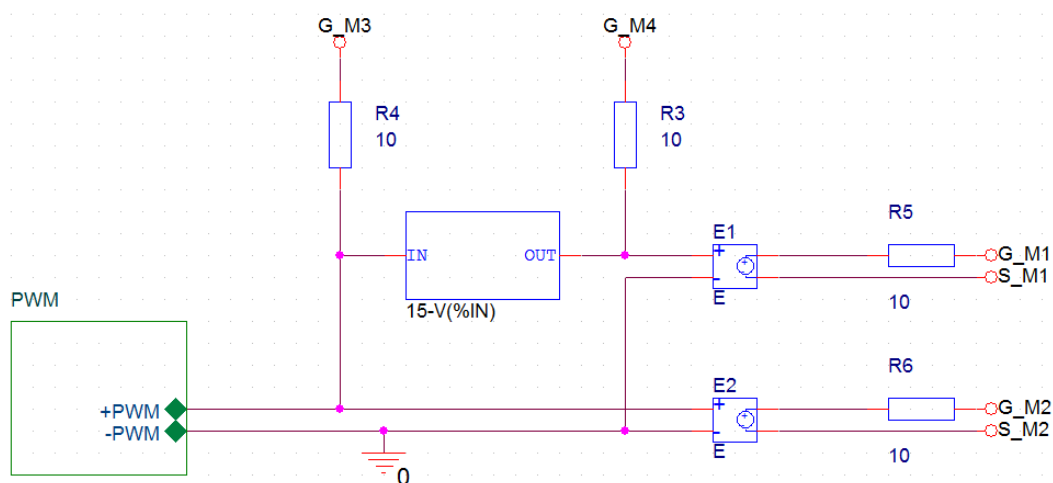 G_M3
G_M4
R4
10
R3
10
R5
E1
+
IN
OUT
G_M1
-
S_M1
E
10
15-V(%IN)
PWM
R6
E2
+PWM
+
G_M2
-PWM
-
S_M2
E
10
0